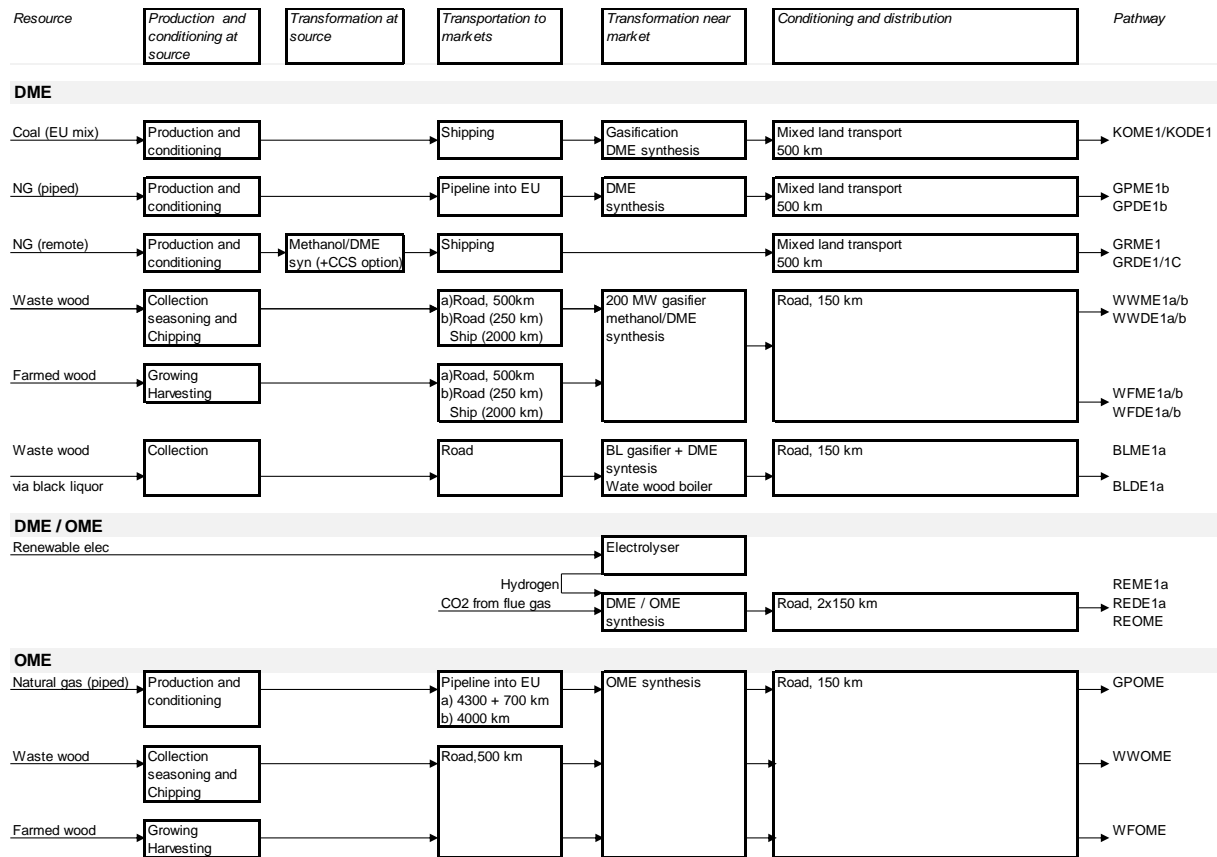 Resource
Production and
conditioning at
source
Transformation at
source
Transportation to
markets
Transformation near
market
Conditioning and distribution
Pathway
DME
Coal (EU mix)
Production and
conditioning
Shipping
Gasification
DME synthesis
Mixed land transport
500 km
KOME1/KODE1
NG (piped)
Production and
conditioning
Pipeline into EU
DME
synthesis
Mixed land transport
500 km
GPME1b
GPDE1b
NG (remote)
Production and
conditioning
Methanol/DME
syn (+CCS option)
Shipping
Mixed land transport
500 km
GRME1
GRDE1/1C
Waste wood
Collection
seasoning and
Chipping
a)Road, 500km
b)Road (250 km)
Ship (2000 km)
200 MW gasifier
methanol/DME
synthesis
Road, 150 km
WWME1a/b
WWDE1a/b
Farmed wood
Growing
Harvesting
a)Road, 500km
b)Road (250 km)
Ship (2000 km)
WFME1a/b
WFDE1a/b
Waste wood
via black liquor
Collection
Road
BL gasifier + DME
syntesis
Wate wood boiler
Road, 150 km
BLME1a
BLDE1a
DME / OME
Renewable elec
Electrolyser
Hydrogen
CO2 from flue gas
DME / OME
synthesis
Road, 2x150 km
REME1a
REDE1a
REOME
OME
Natural gas (piped)
Production and
conditioning
Pipeline into EU
a) 4300 + 700 km
b) 4000 km
OME synthesis
Road, 150 km
GPOME
Waste wood
Collection
seasoning and
Chipping
Road,500 km
WWOME
Farmed wood
Growing
Harvesting
WFOME